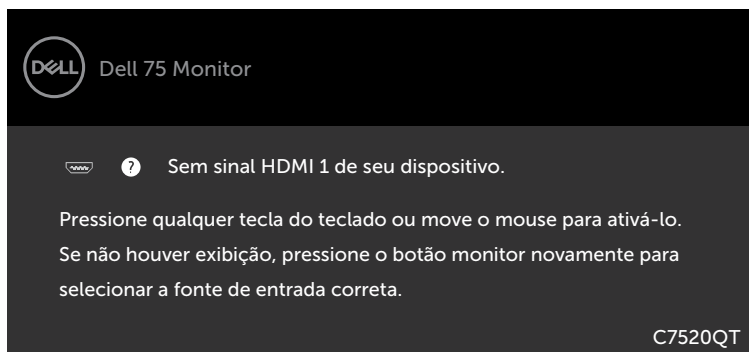 DELL
Dell 75 Monitor
? Sem sinal HDMI 1 de seu dispositivo.
Pressione qualquer tecla do teclado ou move o mouse para ativá-lo.
Se não houver exibição, pressione o botão monitor novamente para
selecionar a fonte de entrada correta.
C7520QT